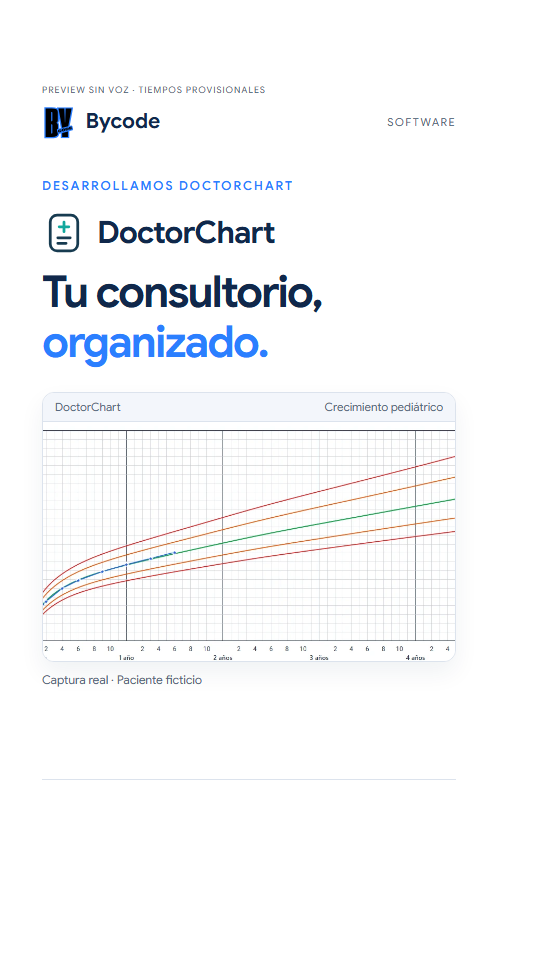 PREVIEW SIN VOZ · TIEMPOS PROVISIONALES
BY Bycode SOFTWARE
DESARROLLAMOS DOCTORCHART
DoctorChart
Tu consultorio,
organizado.
DoctorChart Crecimiento pediátrico
2 4 6 8 10 2 4 6 8 10 2 4 6 8 10 2 4 6 8 10 2 4
1 año 2 años 3 años 4 años
Captura real · Paciente ficticio